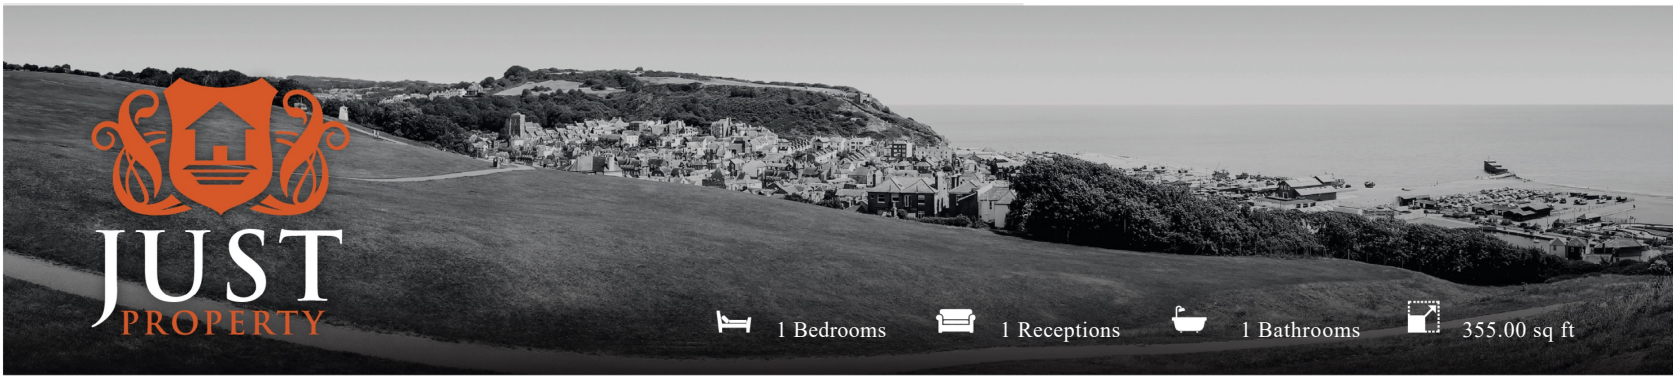 JUST
PROPERTY
1 Bedrooms
1 Receptions
1 Bathrooms
355.00 sq ft